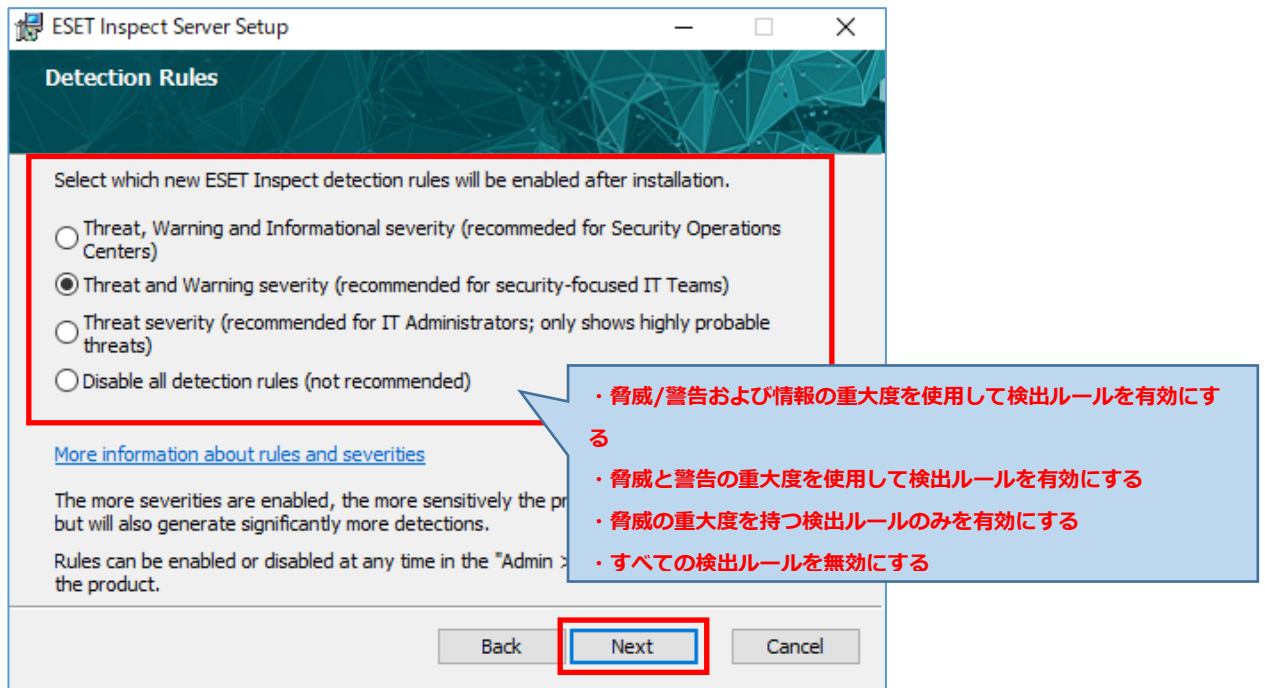 ESET Inspect Server Setup
Detection Rules
Select which new ESET Inspect detection rules will be enabled after installation.
Threat, Warning and Informational severity (recommeded for Security Operations
Centers)
Threat and Warning severity (recommended for security-focused IT Teams)
Threat severity (recommended for IT Administrators; only shows highly probable
threats)
Disable all detection rules (not recommended)
・脅威/警告および情報の重大度を使用して検出ルールを有効にす
る
・脅威と警告の重大度を使用して検出ルールを有効にする
・脅威の重大度を持つ検出ルールのみを有効にする
・すべての検出ルールを無効にする
More information about rules and severities
The more severities are enabled, the more sensitively the
but will also generate significantly more detections.
Rules can be enabled or disabled at any time in the "Admin >
the product.
Back
Next
Cancel